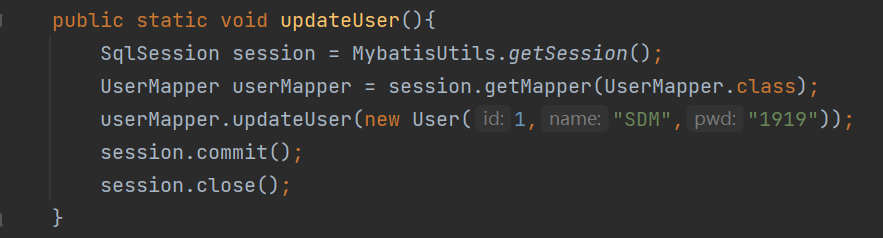 public static void updateUser(){
SqlSession session = MybatisUtils.getSession();
UserMapper userMapper = session.getMapper(UserMapper.class);
userMapper.updateUser(new User( id: 1, name: "SDM", pwd: "1919"));
session.commit();
session.close();
}